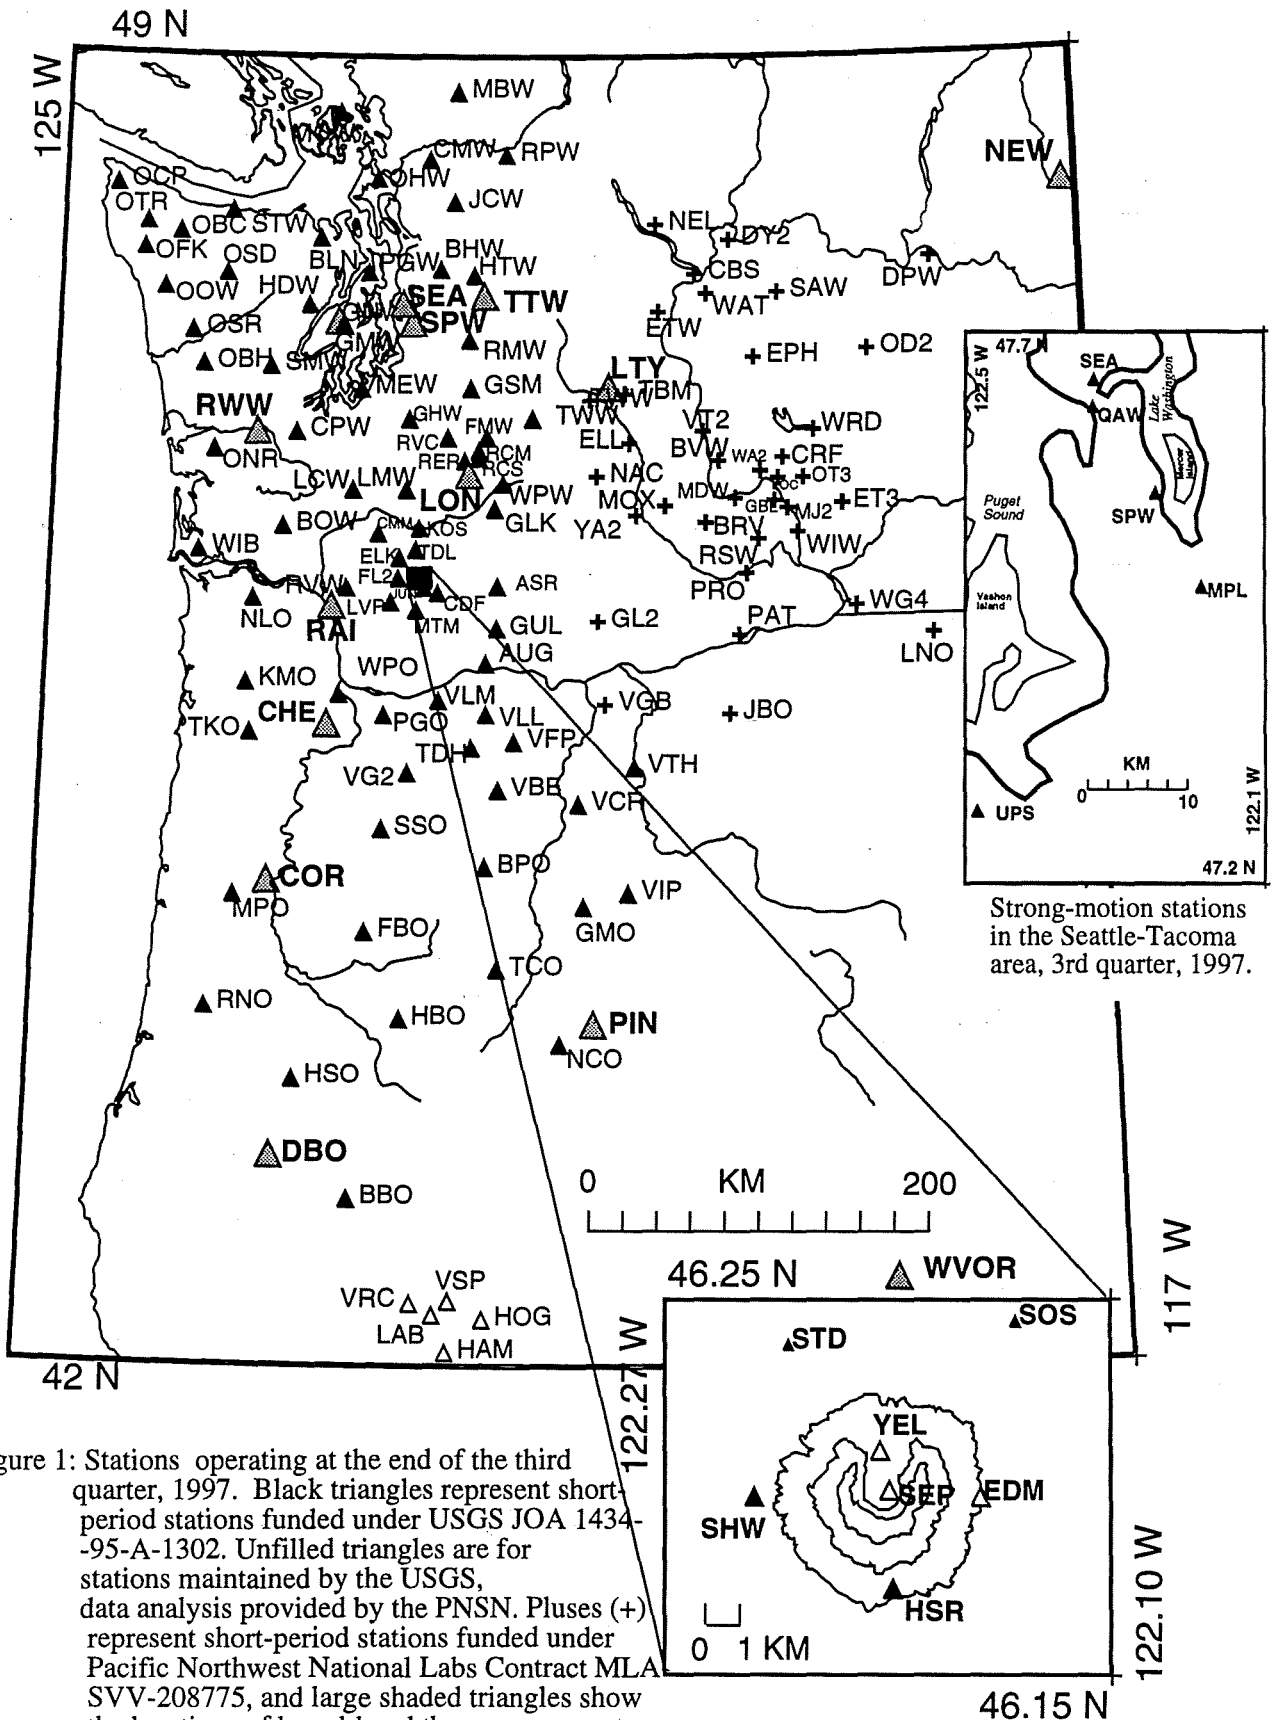 49 N
125 W
MBW
CMW
RPW
NEW
OCP
OHW
OTR
JCW
OBC STW
NEL
DY2
OFK
OSD
BLN
PGW
BHW
HTW
CBS
DPW
OOW
HDW
SEA
TTW
WAT
SAW
OSR
SPW
ETW
GMW
OBH
SMW
RMW
EPH
OD2
LTY
MEW
GSM
TBM
RWW
CPW
GHW
FMW
TWW
VT2
WRD
ONR
RVC
RCM
ELL
BVW
WA2
CRF
RER
RCS
LCW
LMW
WPW
NAC
OT3
LON
MOX
MDW
GBL
MJ2
ET3
BOW
CMM
KOS
GLK
YA2
BRV
WIW
WIB
ELK
TDL
RSW
FL2
ASR
PRO
RVW
LVP
CDF
NLO
RAI
MTM
GUL
GL2
PAT
WG4
LNO
WPO
AUG
KMO
VLM
VGB
JBO
CHE
TKO
PGO
VLL
TDH
VFP
VG2
VTH
VBE
VCR
SSO
BPO
COR
VIP
MPO
FBO
GMO
TCO
RNO
HBO
PIN
NCO
HSO
DBO
BBO
0 KM 200
VRC
VSP
LAB
HOG
HAM
42 N
WVOR
117 W
47.7 N
122.5 W
SEA
QAW
Lake
Washington
Mercer
Island
Puget
Sound
SPW
MPL
Vashon
Island
KM
0 10
UPS
122.1 W
47.2 N
Strong-motion stations
in the Seattle-Tacoma
area, 3rd quarter, 1997.
46.25 N
122.27 W
STD
SOS
YEL
SEP
EDM
SHW
HSR
0 1 KM
122.10 W
46.15 N
gure 1: Stations operating at the end of the third
quarter, 1997. Black triangles represent short-
period stations funded under USGS JOA 1434-
-95-A-1302. Unfilled triangles are for
stations maintained by the USGS,
data analysis provided by the PNSN. Pluses (+)
represent short-period stations funded under
Pacific Northwest National Labs Contract MLA
SVV-208775, and large shaded triangles show